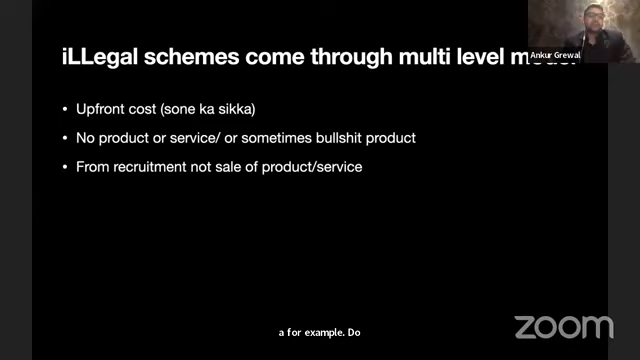 iLLegal schemes come through multi level
Ankur Grewal
• Upfront cost (sone ka sikka)
• No product or service/ or sometimes bullshit product
• From recruitment not sale of product/service
a for example. Do
zoom